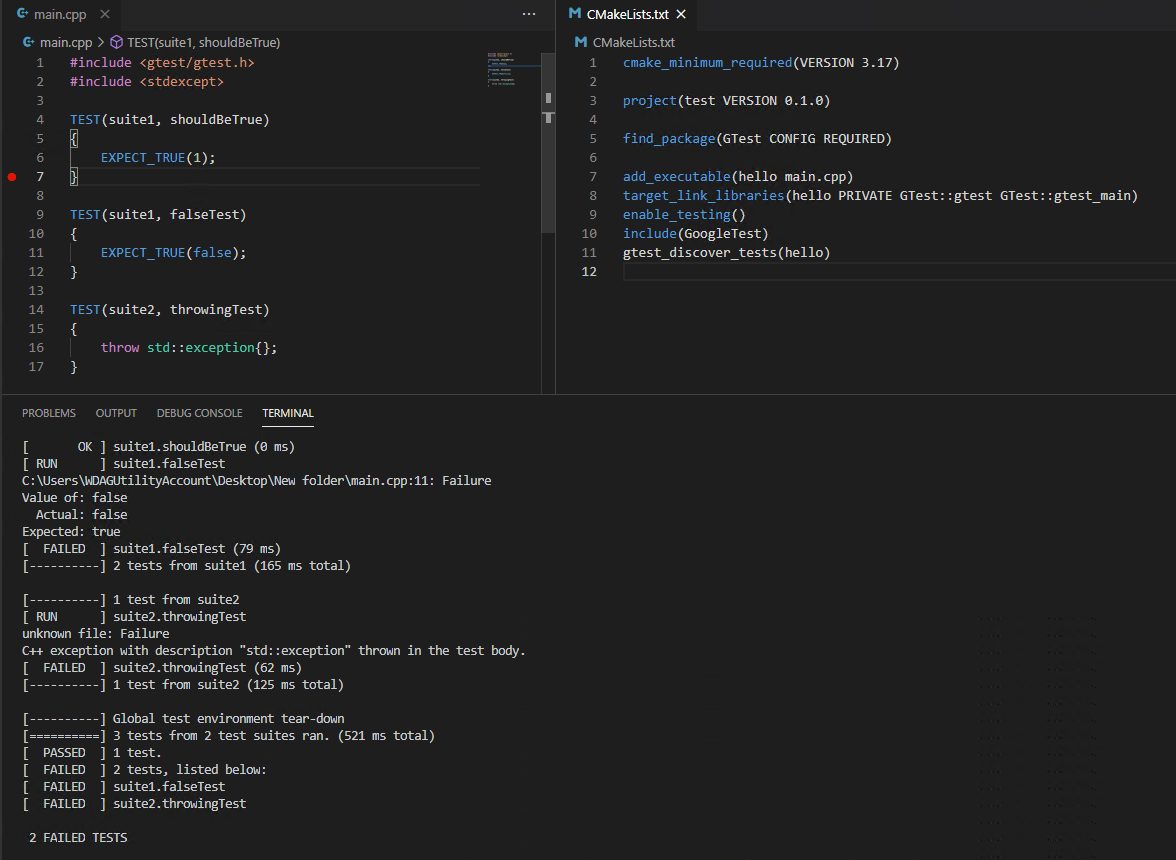 main.cpp
main.cpp > TEST(suite1, shouldBeTrue)
1 #include <gtest/gtest.h>
2 #include <stdexcept>
3
4 TEST(suite1, shouldBeTrue)
5 {
6     EXPECT_TRUE(1);
7 }
8
9 TEST(suite1, falseTest)
10 {
11     EXPECT_TRUE(false);
12 }
13
14 TEST(suite2, throwingTest)
15 {
16     throw std::exception{};
17 }
CMakeLists.txt
CMakeLists.txt
1 cmake_minimum_required(VERSION 3.17)
2
3 project(test VERSION 0.1.0)
4
5 find_package(GTest CONFIG REQUIRED)
6
7 add_executable(hello main.cpp)
8 target_link_libraries(hello PRIVATE GTest::gtest GTest::gtest_main)
9 enable_testing()
10 include(GoogleTest)
11 gtest_discover_tests(hello)
12
PROBLEMS OUTPUT DEBUG CONSOLE TERMINAL
[       OK ] suite1.shouldBeTrue (0 ms)
[ RUN      ] suite1.falseTest
C:\Users\WDAGUtilityAccount\Desktop\New folder\main.cpp:11: Failure
Value of: false
  Actual: false
Expected: true
[  FAILED  ] suite1.falseTest (79 ms)
[----------] 2 tests from suite1 (165 ms total)

[----------] 1 test from suite2
[ RUN      ] suite2.throwingTest
unknown file: Failure
C++ exception with description "std::exception" thrown in the test body.
[  FAILED  ] suite2.throwingTest (62 ms)
[----------] 1 test from suite2 (125 ms total)

[----------] Global test environment tear-down
[==========] 3 tests from 2 test suites ran. (521 ms total)
[  PASSED  ] 1 test.
[  FAILED  ] 2 tests, listed below:
[  FAILED  ] suite1.falseTest
[  FAILED  ] suite2.throwingTest

 2 FAILED TESTS